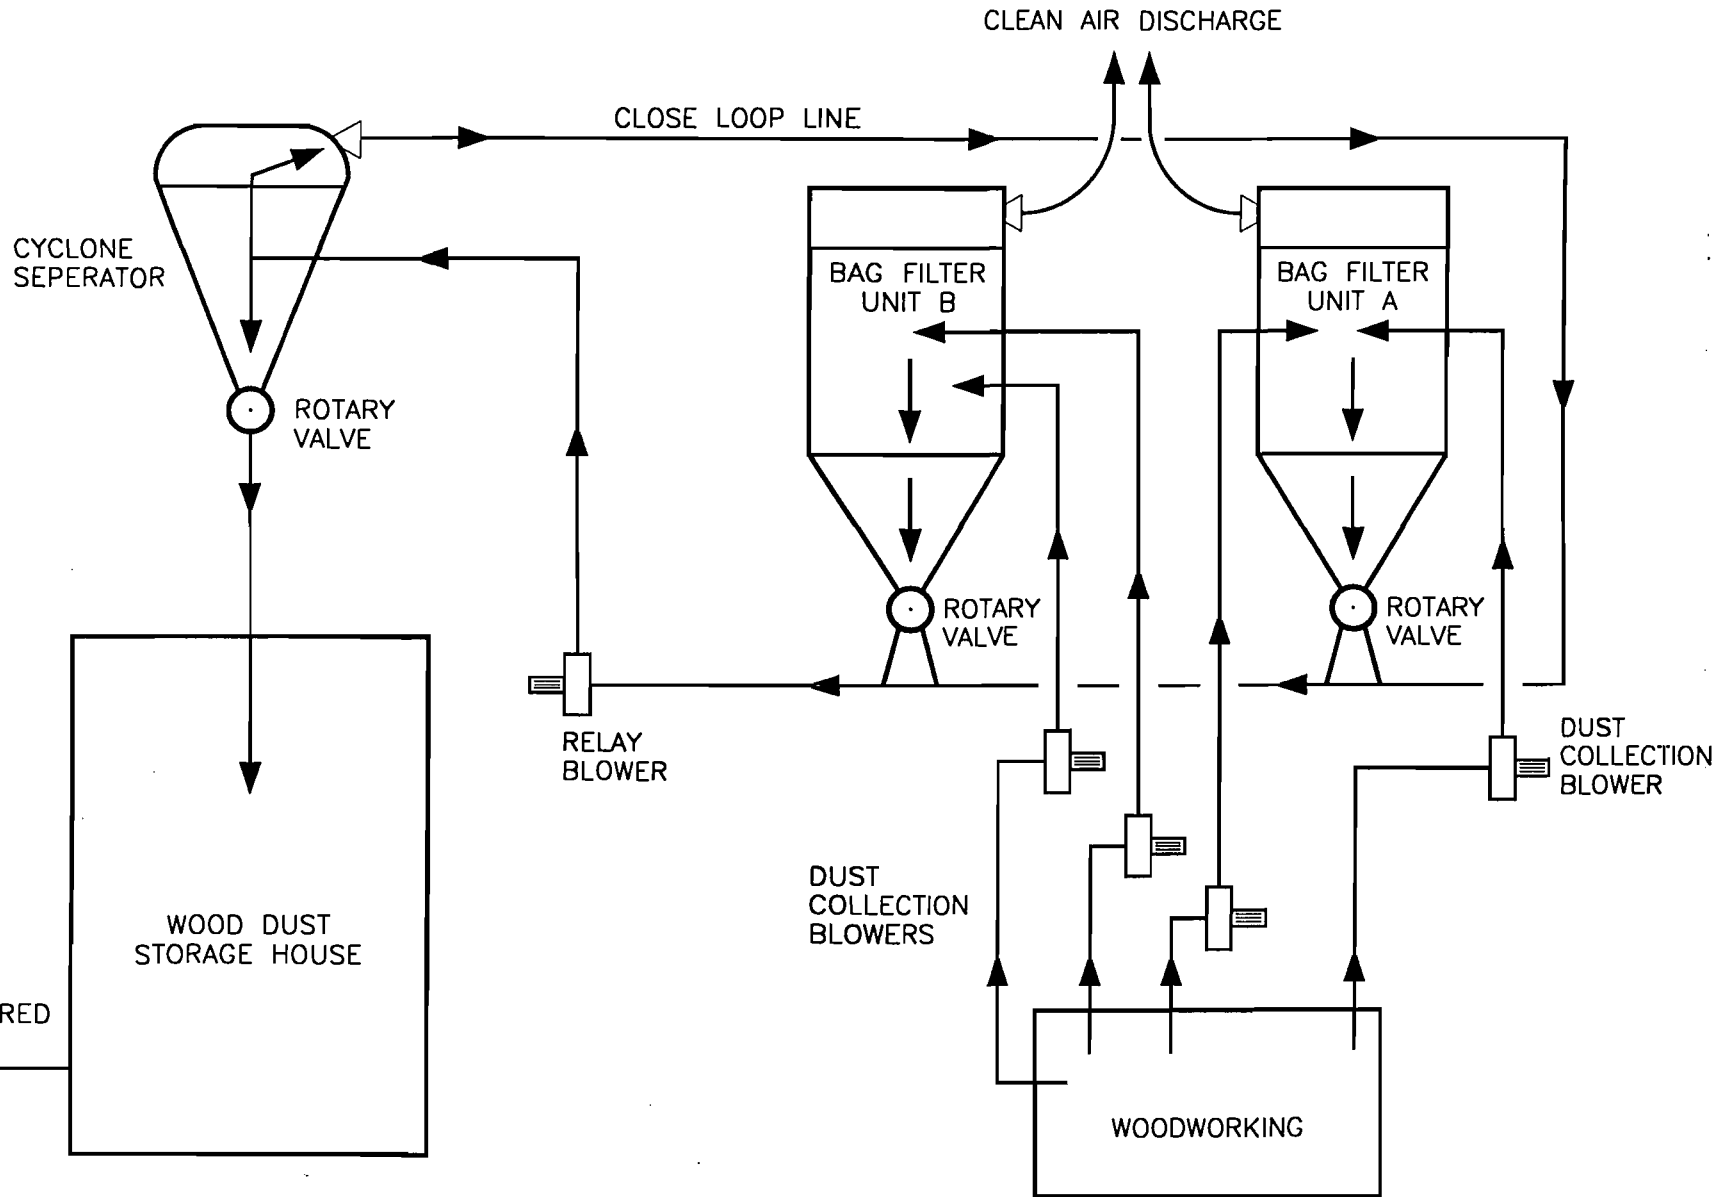 CLEAN AIR DISCHARGE
CLOSE LOOP LINE
CYCLONE
SEPERATOR
BAG FILTER
UNIT B
BAG FILTER
UNIT A
ROTARY
VALVE
ROTARY
VALVE
ROTARY
VALVE
RELAY
BLOWER
DUST
COLLECTION
BLOWER
DUST
COLLECTION
BLOWERS
WOOD DUST
STORAGE HOUSE
RED
WOODWORKING